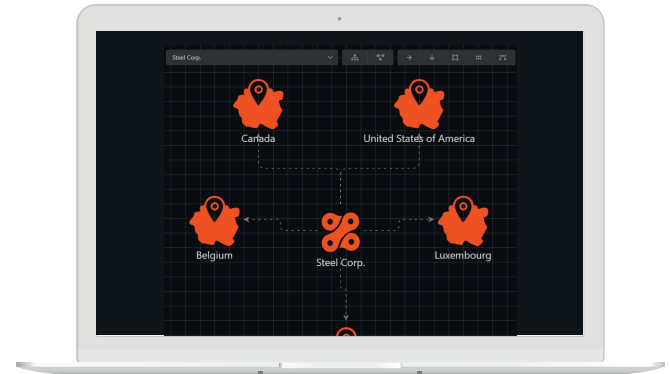 Steel Corp.
Canada
United States of America
Belgium
Steel Corp.
Luxembourg